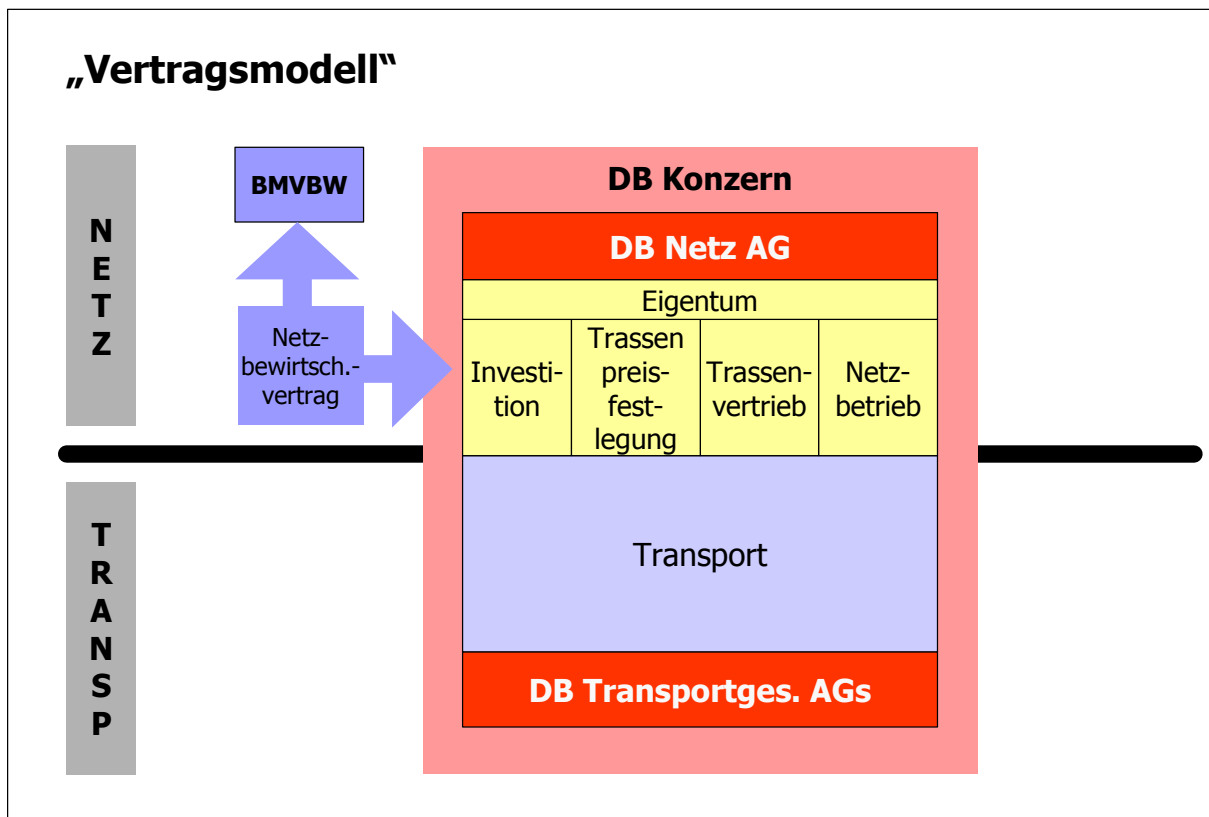 „Vertragsmodell“
N
E
T
Z
BMVBW
Netz-
bewirtsch.-
vertrag
DB Konzern
DB Netz AG
Eigentum
Investi-
tion
Trassen
preis-
fest-
legung
Trassen-
vertrieb
Netz-
betrieb
T
R
A
N
S
P
Transport
DB Transportges. AGs